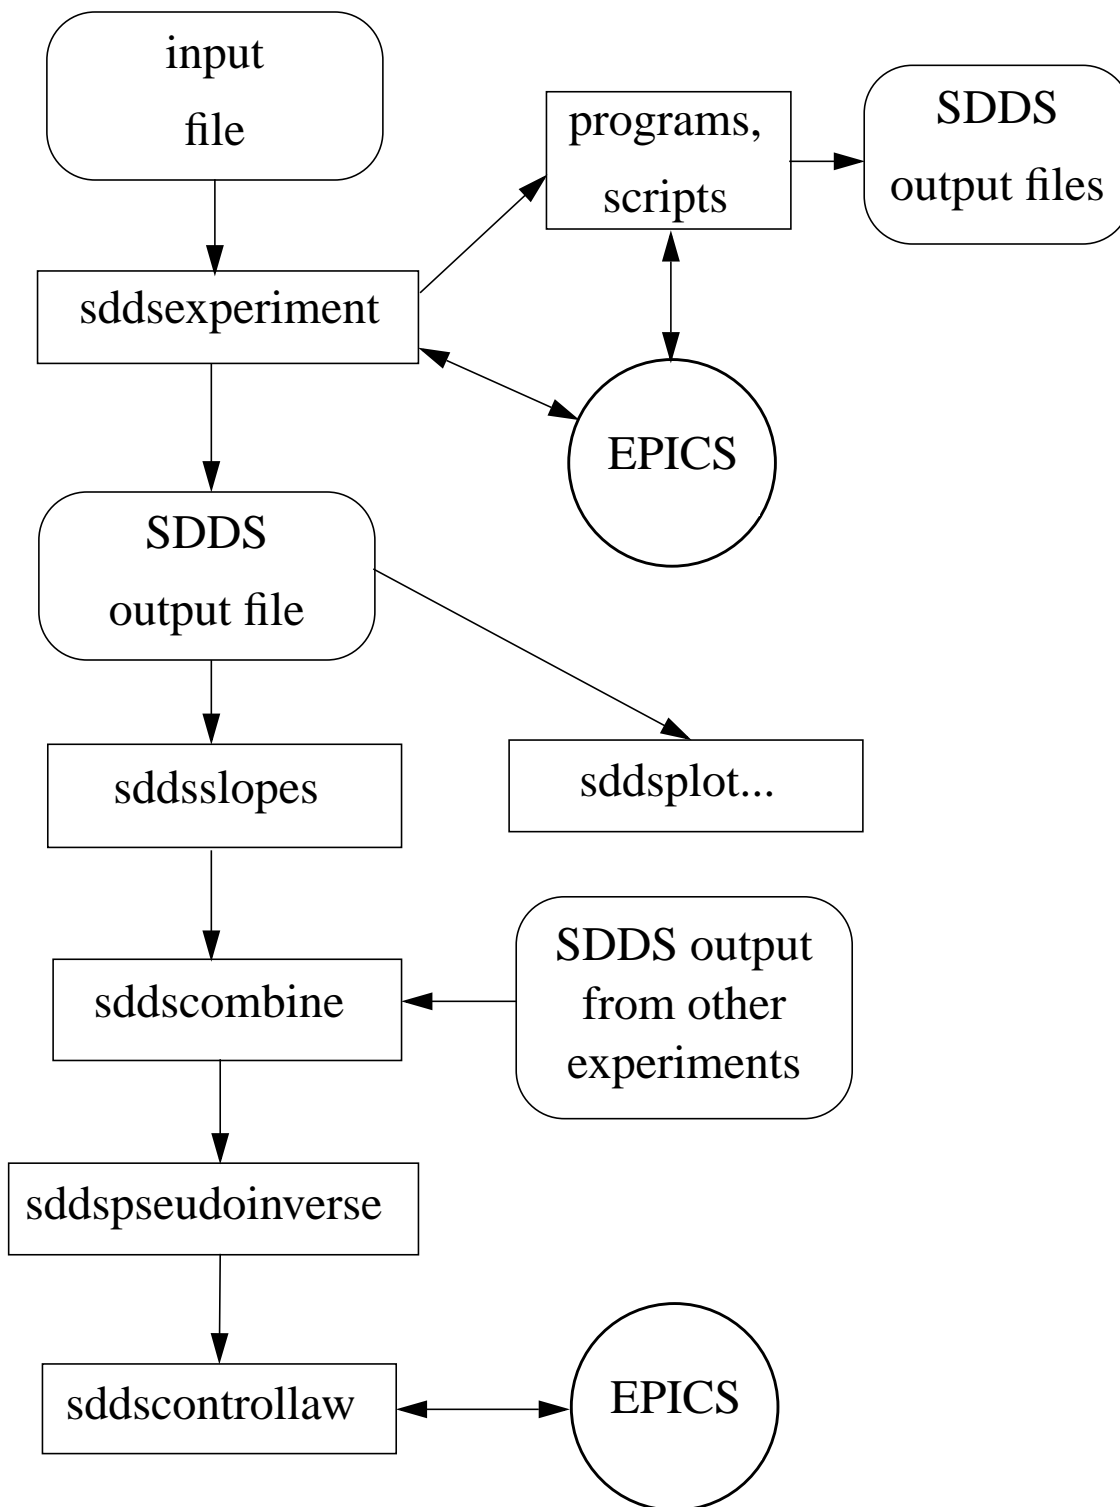 input
file
programs,
scripts
SDDS
output files
sddsexperiment
EPICS
SDDS
output file
sddsslopes
sddsplot...
sddscombine
SDDS output
from other
experiments
sddspseudoinverse
sddscontrollaw
EPICS